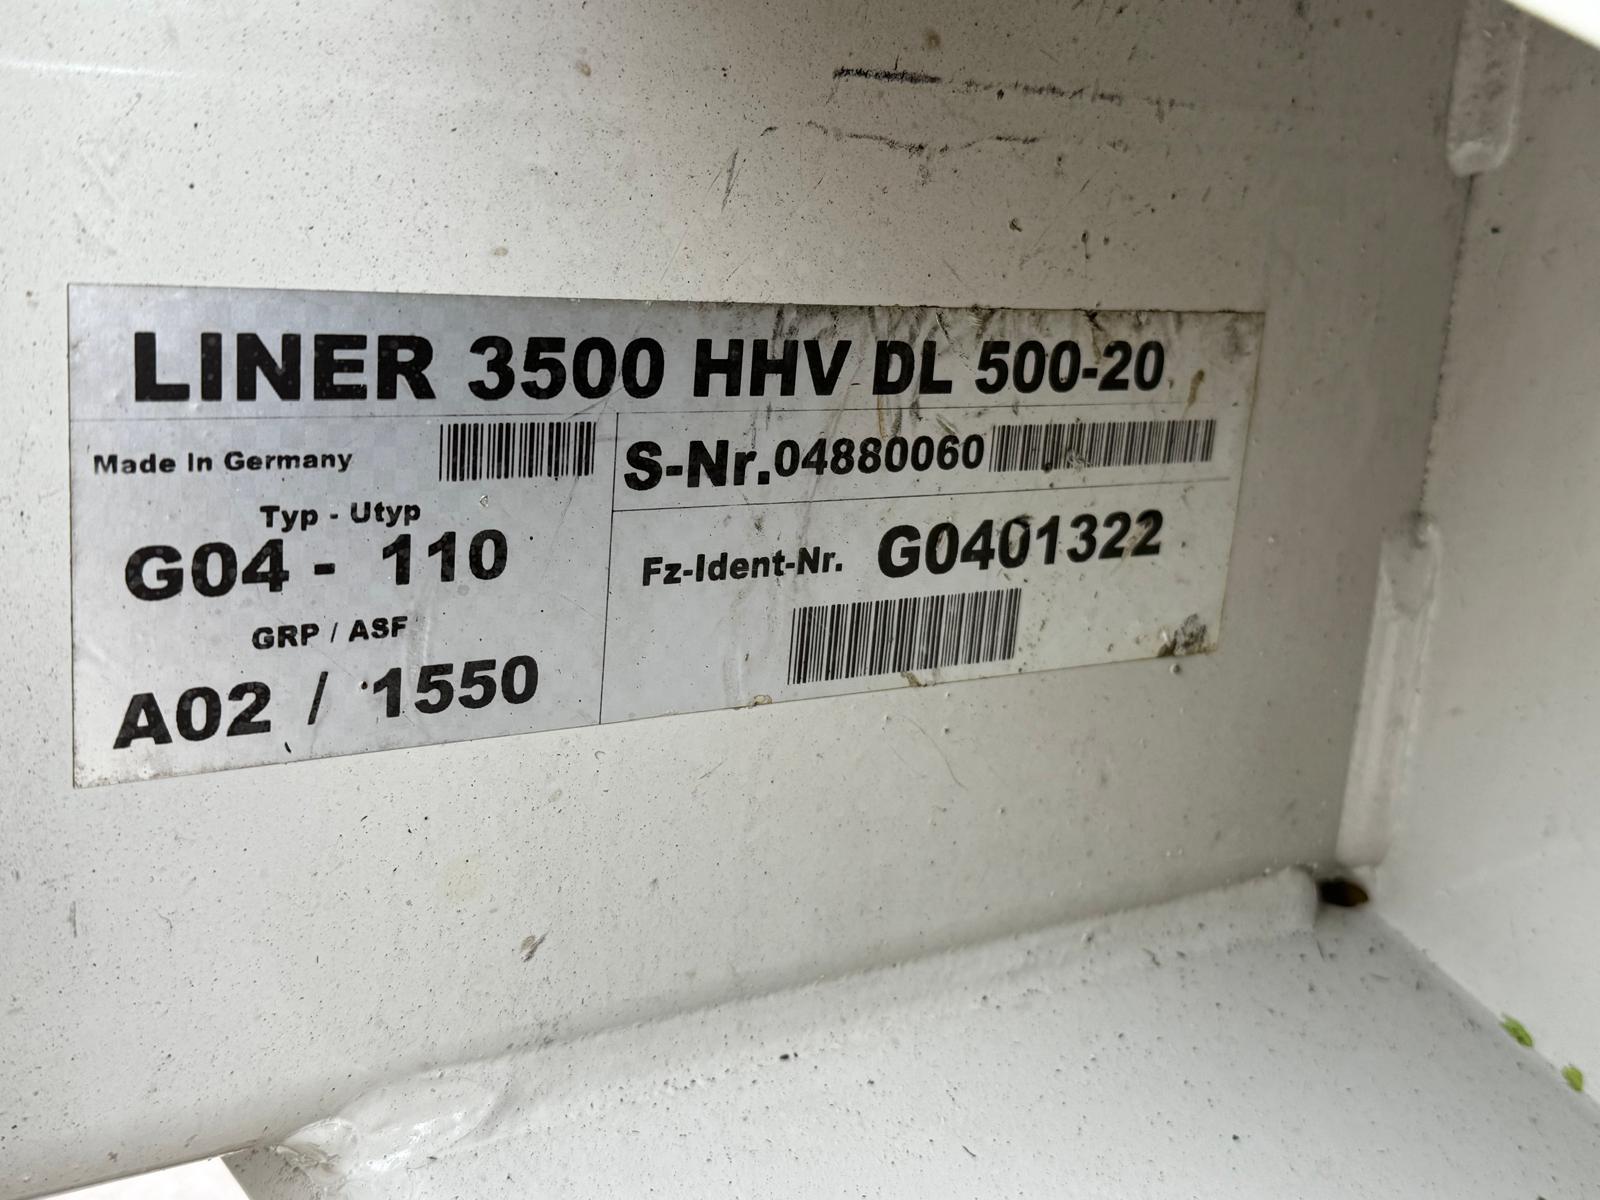 LINER 3500 HHV DL 500-20
Made In Germany
Typ - Utyp
G04 - 110
GRP / ASF
A02 / 1550
S-Nr.04880060
Fz-Ident-Nr. G0401322